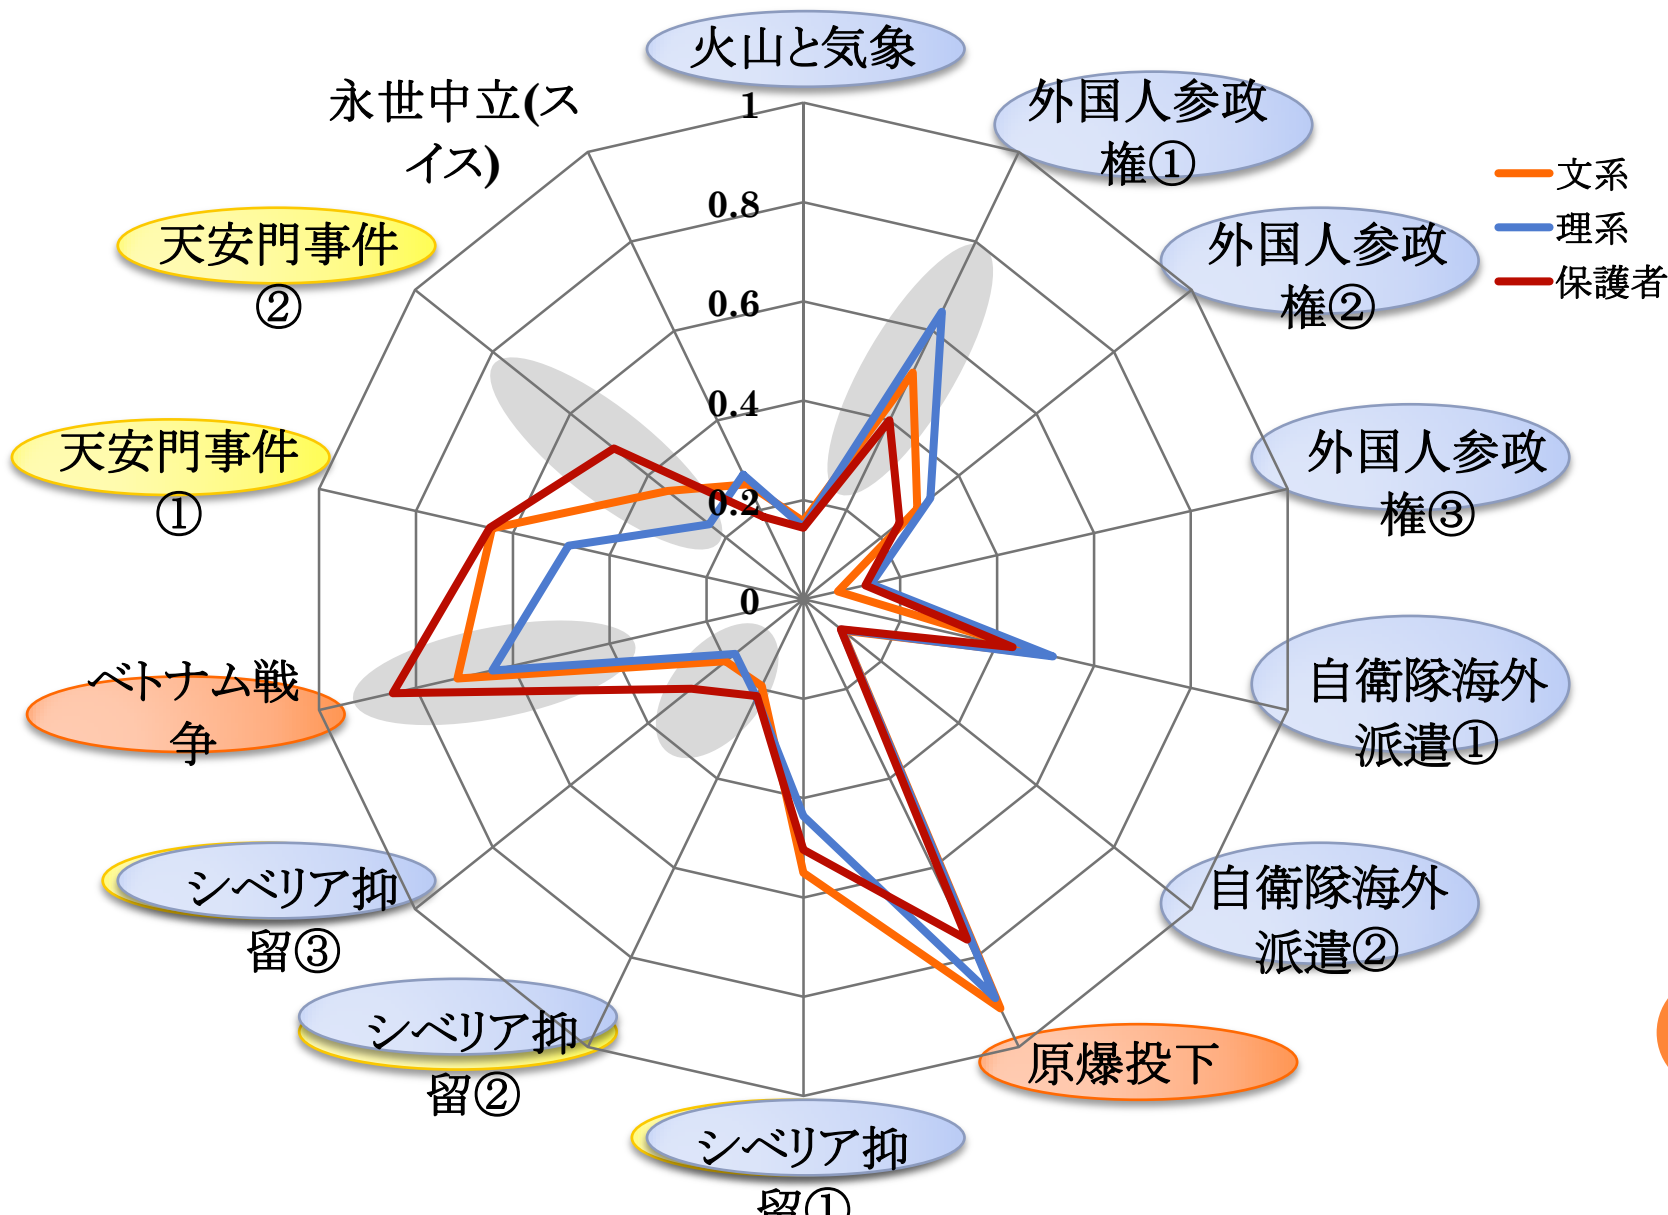 火山と気象
外国人参政
権①
外国人参政
権②
外国人参政
権③
自衛隊海外
派遣①
自衛隊海外
派遣②
原爆投下
シベリア抑
留①
シベリア抑
留②
シベリア抑
留③
ベトナム戦
争
天安門事件
①
天安門事件
②
永世中立(ス
イス)
1
0.8
0.6
0.4
0.2
0
文系
理系
保護者